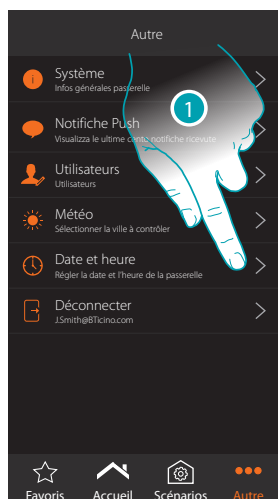 Autre
Système
Infos générales passerelle
1
Notifiche Push
Visualizza le ultime cento notifiche ricevute
Utilisateurs
Utilisateurs
Météo
Sélectionner la ville à contrôler
Date et heure
Régler la date et l'heure de la passerelle
Déconnecter
J.Smith@BTicino.com
Favoris Accueil Scénarios Autre